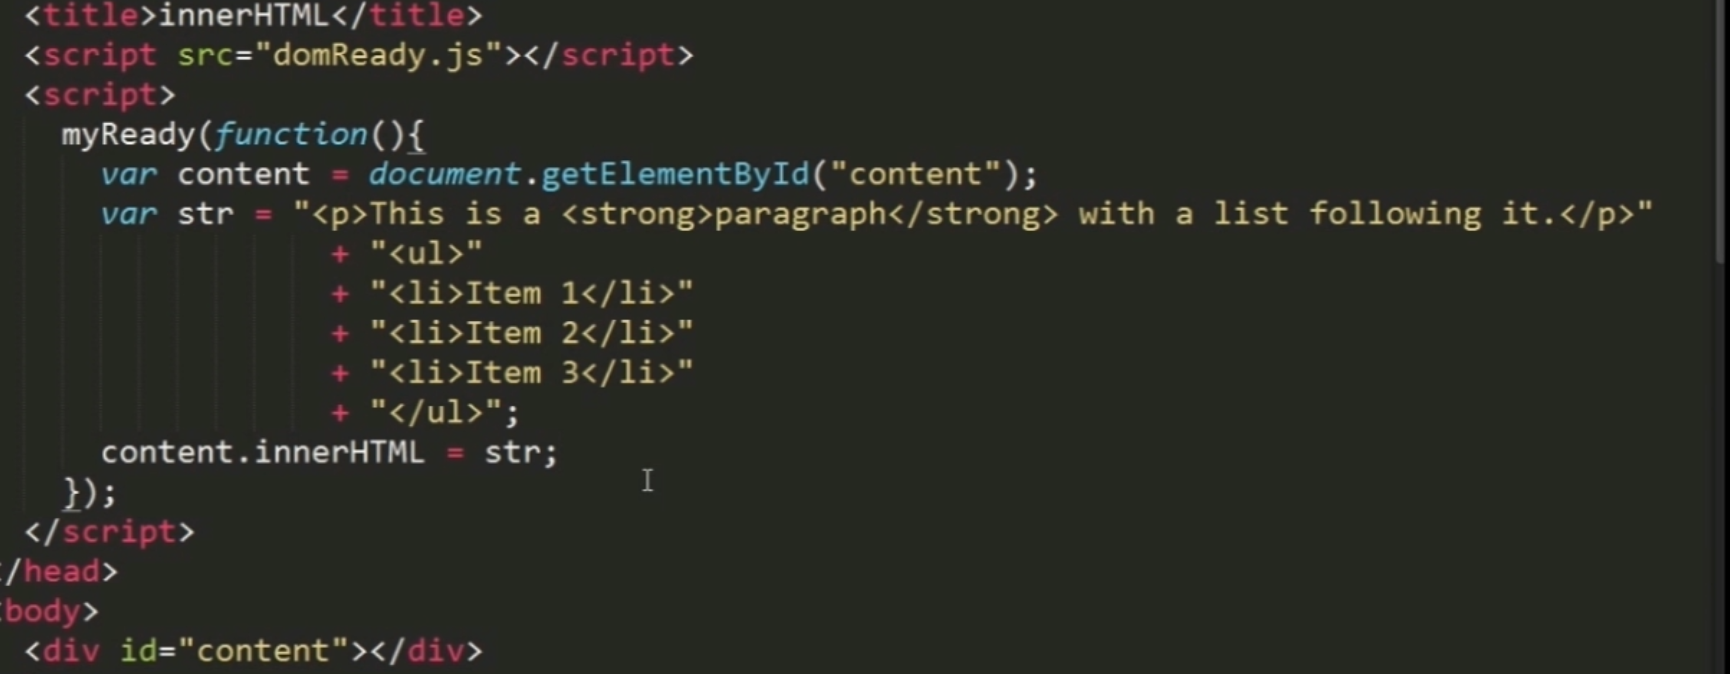 <title>innerHTML</title>
<script src="domReady.js"></script>
<script>
myReady(function(){
var content = document.getElementById("content");
var str = "<p>This is a <strong>paragraph</strong> with a list following it.</p>"
+ "<ul>"
+ "<li>Item 1</li>"
+ "<li>Item 2</li>"
+ "<li>Item 3</li>"
+ "</ul>";
content.innerHTML = str;
});
</script>
/head>
body>
<div id="content"></div>